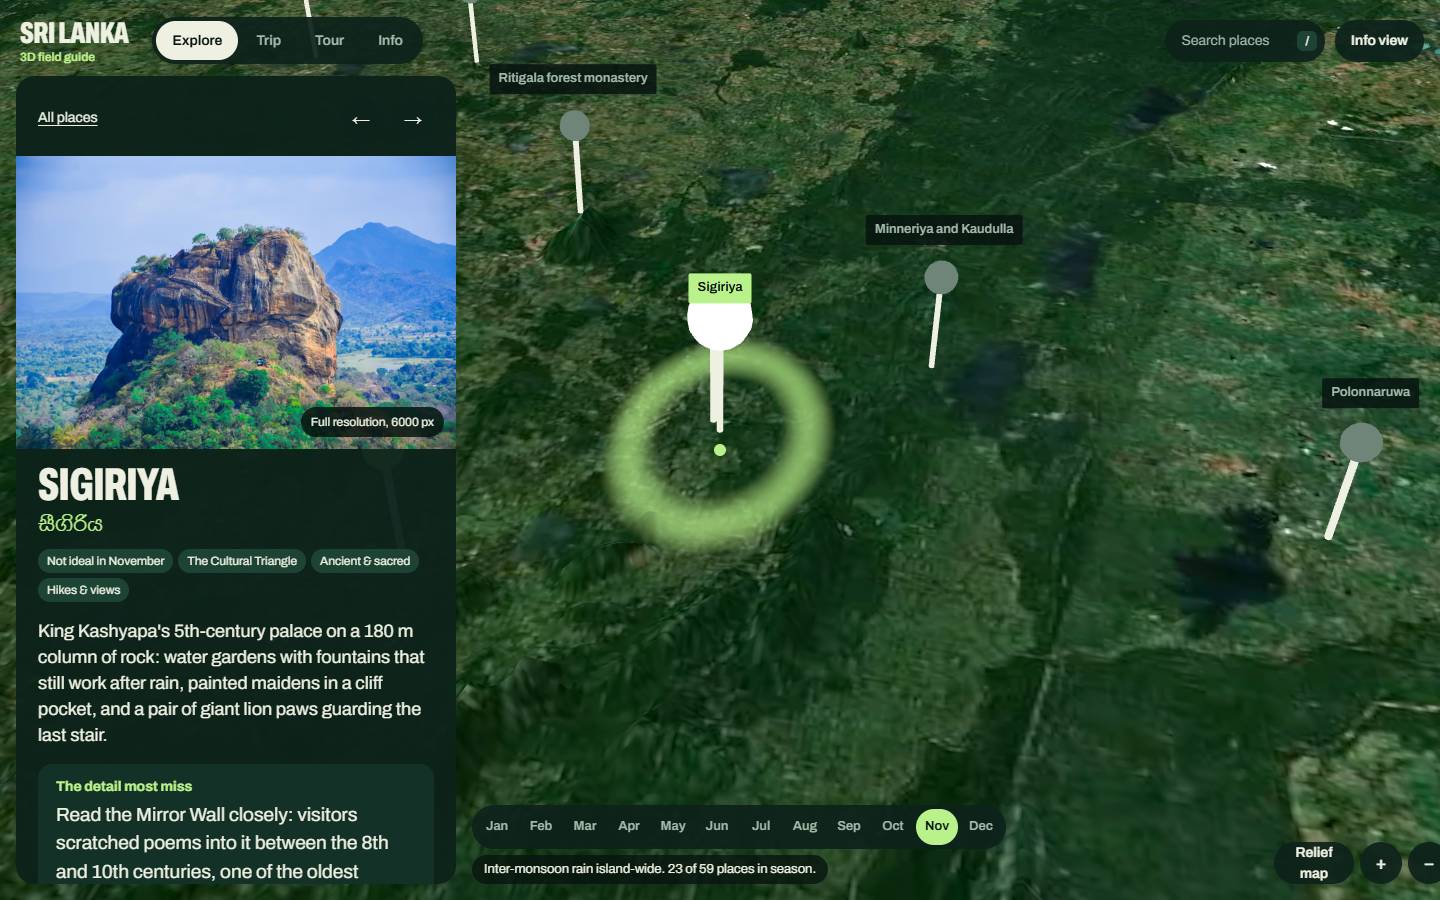 SRI LANKA
3D field guide
Explore
Trip
Tour
Info
Search places
/
Info view
All places
← →
Full resolution, 6000 px
SIGIRIYA
සීගිරිය
Not ideal in November
The Cultural Triangle
Ancient & sacred
Hikes & views
King Kashyapa's 5th-century palace on a 180 m
column of rock: water gardens with fountains that
still work after rain, painted maidens in a cliff
pocket, and a pair of giant lion paws guarding the
last stair.
The detail most miss
Read the Mirror Wall closely: visitors
scratched poems into it between the 8th
and 10th centuries, one of the oldest
Ritigala forest monastery
Minneriya and Kaudulla
Sigiriya
Polonnaruwa
Jan Feb Mar Apr May Jun Jul Aug Sep Oct Nov Dec
Inter-monsoon rain island-wide. 23 of 59 places in season.
Relief
map
+
−